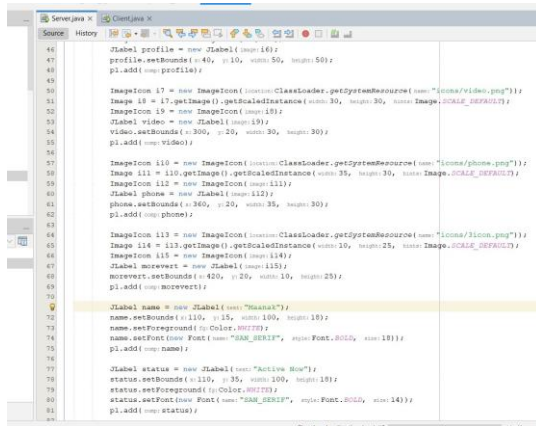 Server.java × Client.java ×
Source History
46 JLabel profile = new JLabel( image: i6);
47 profile.setBounds( x: 40, y: 10, width: 50, height: 50);
48 p1.add( comp: profile);
49
50 ImageIcon i7 = new ImageIcon( location: ClassLoader.getSystemResource( name: "icons/video.png"));
51 Image i8 = i7.getImage().getScaledInstance( width: 30, height: 30, hints: Image.SCALE_DEFAULT);
52 ImageIcon i9 = new ImageIcon( image: i8);
53 JLabel video = new JLabel( image: i9);
54 video.setBounds( x: 300, y: 20, width: 30, height: 30);
55 p1.add( comp: video);
56
57 ImageIcon i10 = new ImageIcon( location: ClassLoader.getSystemResource( name: "icons/phone.png"));
58 Image i11 = i10.getImage().getScaledInstance( width: 35, height: 30, hints: Image.SCALE_DEFAULT);
59 ImageIcon i12 = new ImageIcon( image: i11);
60 JLabel phone = new JLabel( image: i12);
61 phone.setBounds( x: 360, y: 20, width: 35, height: 30);
62 p1.add( comp: phone);
63
64 ImageIcon i13 = new ImageIcon( location: ClassLoader.getSystemResource( name: "icons/3icon.png"));
65 Image i14 = i13.getImage().getScaledInstance( width: 10, height: 25, hints: Image.SCALE_DEFAULT);
66 ImageIcon i15 = new ImageIcon( image: i14);
67 JLabel morevert = new JLabel( image: i15);
68 morevert.setBounds( x: 420, y: 20, width: 10, height: 25);
69 p1.add( comp: morevert);
70
JLabel name = new JLabel( text: "Maanak");
72 name.setBounds( x: 110, y: 15, width: 100, height: 18);
73 name.setForeground( fg: Color.WHITE);
74 name.setFont(new Font( name: "SAN_SERIF", style: Font.BOLD, size: 18));
75 p1.add( comp: name);
76
77 JLabel status = new JLabel( text: "Active Now");
78 status.setBounds( x: 110, y: 35, width: 100, height: 18);
79 status.setForeground( fg: Color.WHITE);
80 status.setFont(new Font( name: "SAN_SERIF", style: Font.BOLD, size: 14));
81 p1.add( comp: status);